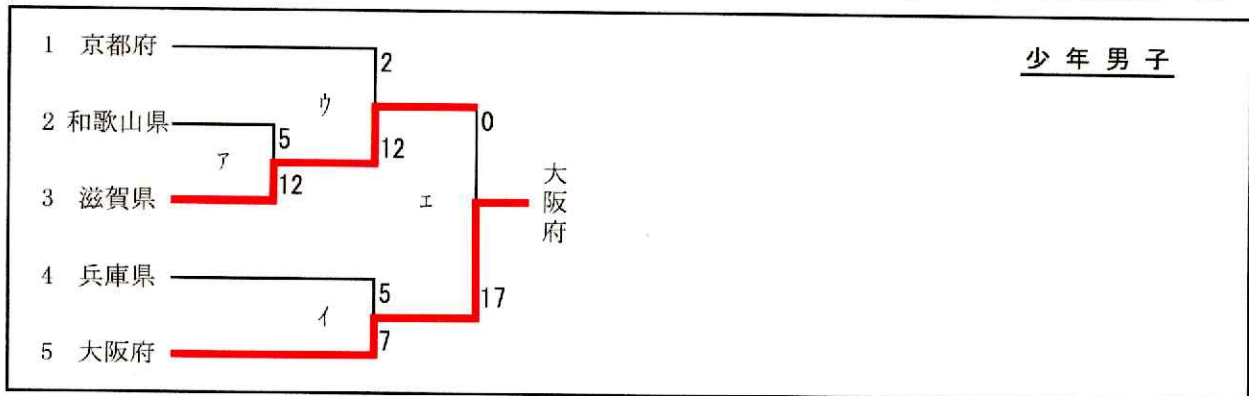 少年男子
1 京都府
2
ウ
2 和歌山県
5
12
0
ア
12
3 滋賀県
エ
大阪府
4 兵庫県
5
17
イ
7
5 大阪府